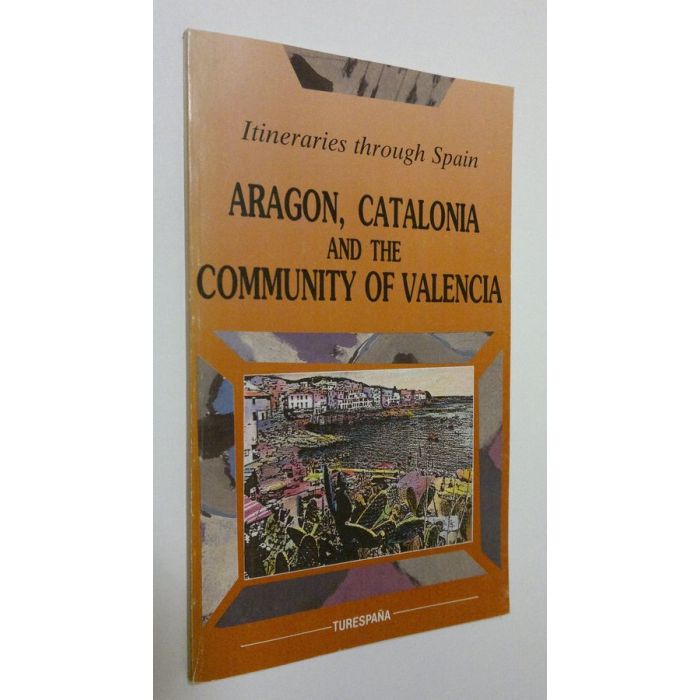 Itineraries through Spain
ARAGON, CATALONIA
AND THE
COMMUNITY OF VALENCIA
TURESPAÑA